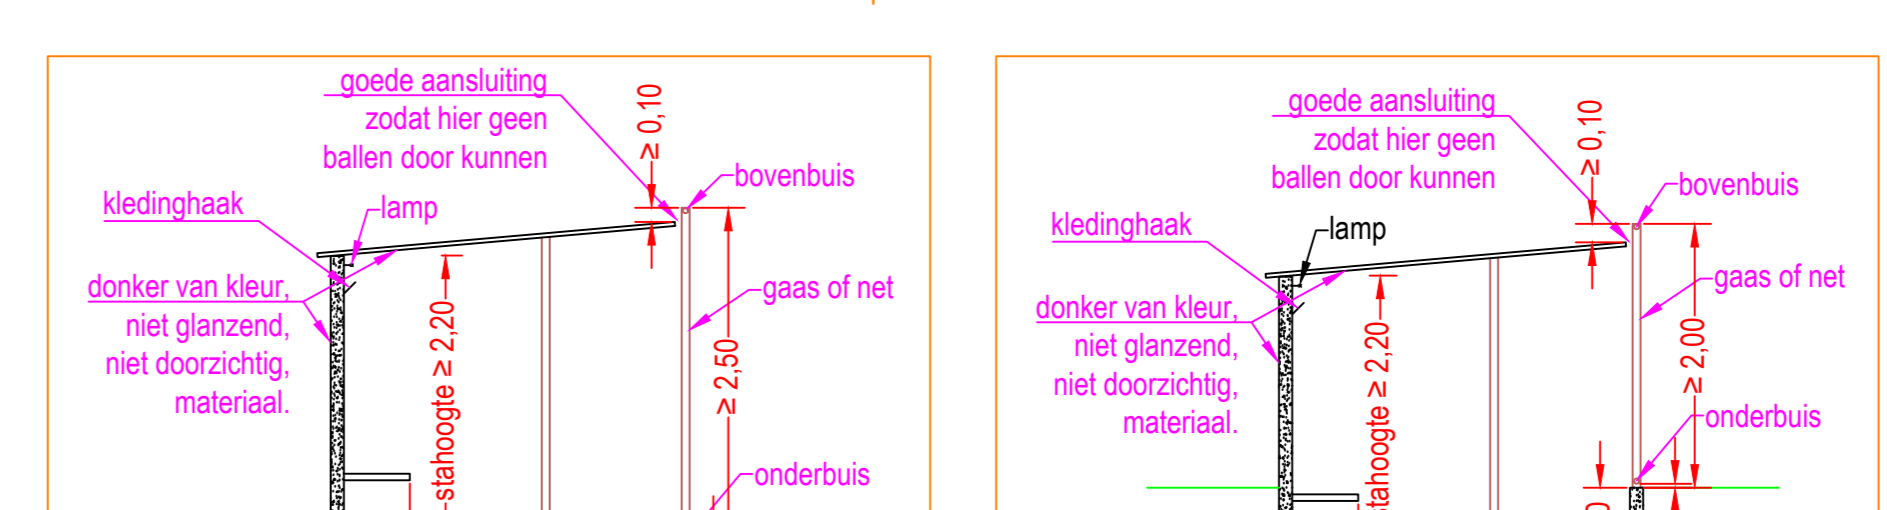 goede aansluiting
zodat hier geen
ballen door kunnen
≥ 0,10
bovenbuis
kledinghaak
lamp
donker van kleur,
niet glanzend,
niet doorzichtig,
materiaal.
stahoogte ≥ 2,20
gaas of net
≥ 2,50
onderbuis
goede aansluiting
zodat hier geen
ballen door kunnen
≥ 0,10
bovenbuis
kledinghaak
lamp
donker van kleur,
niet glanzend,
niet doorzichtig,
materiaal.
tahoogte ≥ 2,20
gaas of net
≥ 2,00
onderbuis